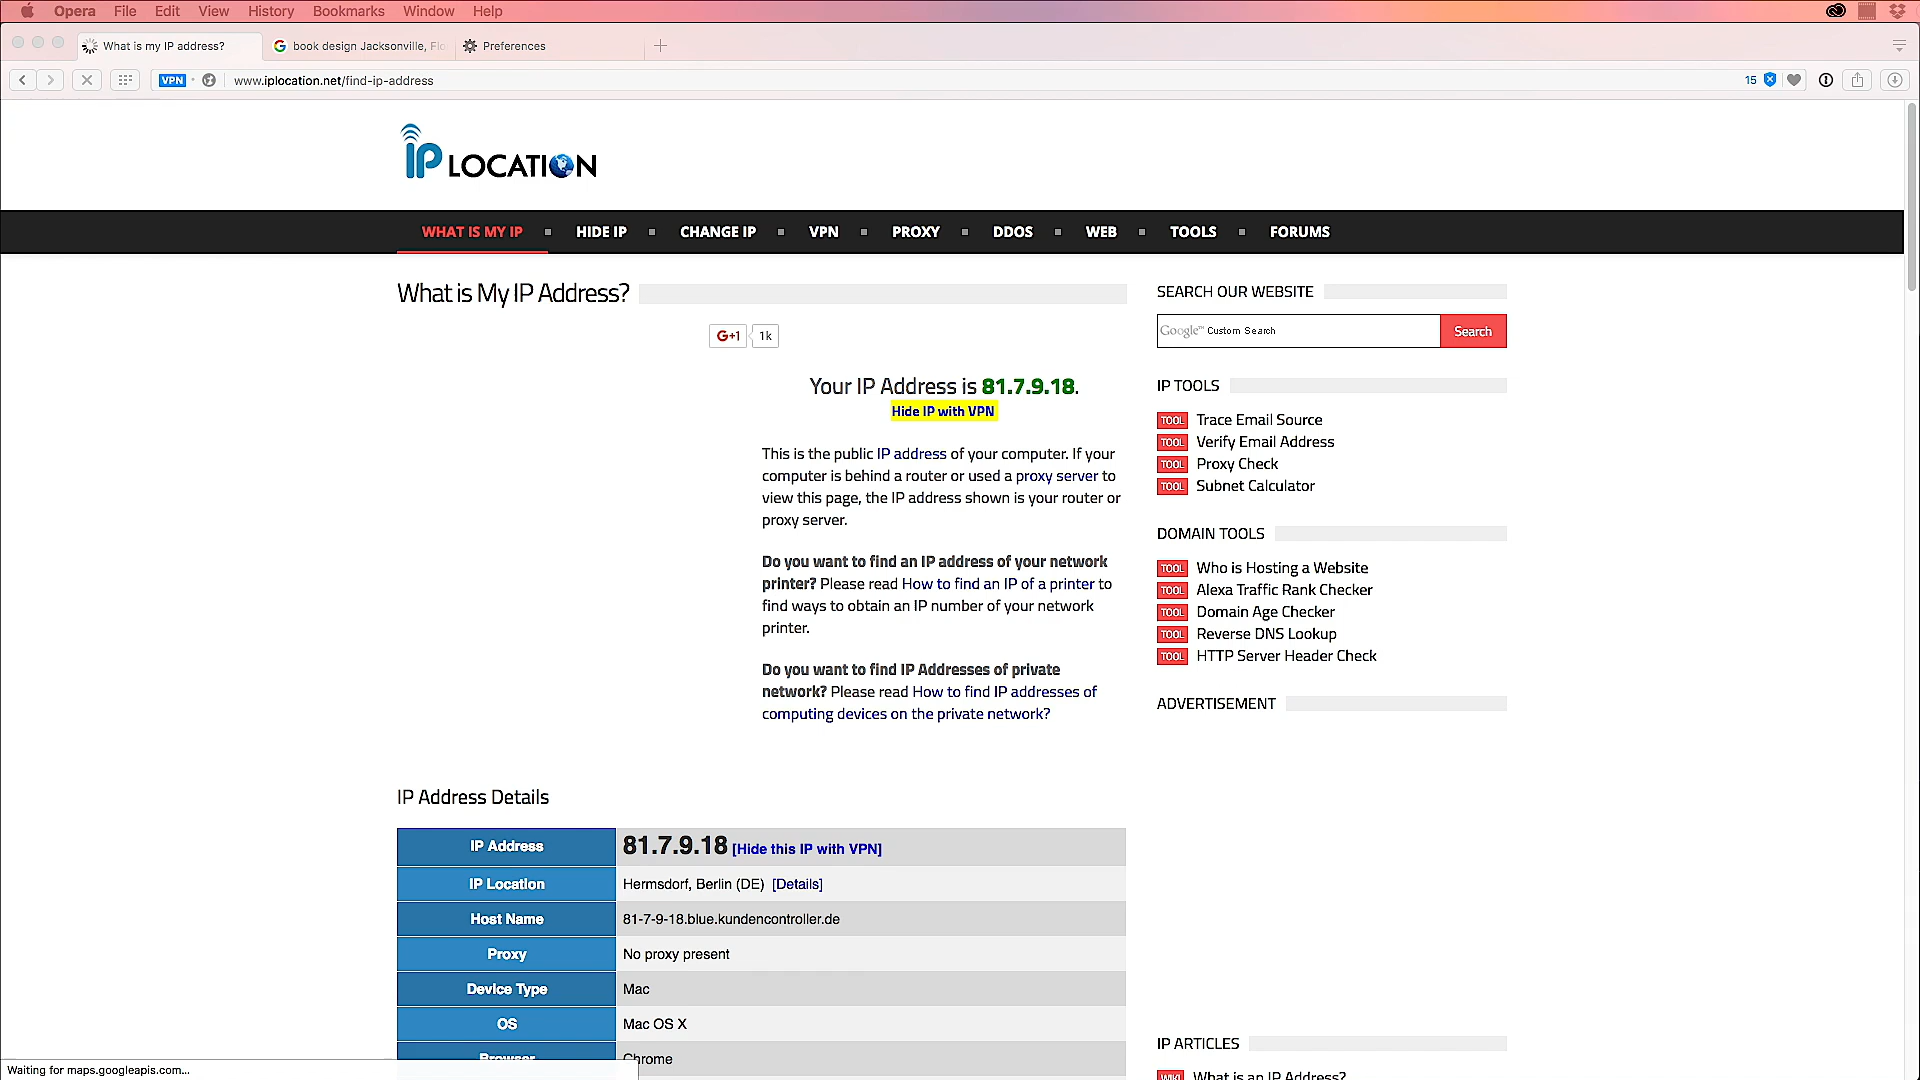 Opera File Edit View History Bookmarks Window Help
What is my IP address? book design Jacksonville, Flo Preferences
VPN www.iplocation.net/find-ip-address 15
IP LOCATION
WHAT IS MY IP HIDE IP CHANGE IP VPN PROXY DDOS WEB TOOLS FORUMS
What is My IP Address?
G+1 1k
Your IP Address is 81.7.9.18.
Hide IP with VPN
This is the public IP address of your computer. If your
computer is behind a router or used a proxy server to
view this page, the IP address shown is your router or
proxy server.
Do you want to find an IP address of your network
printer? Please read How to find an IP of a printer to
find ways to obtain an IP number of your network
printer.
Do you want to find IP Addresses of private
network? Please read How to find IP addresses of
computing devices on the private network?
SEARCH OUR WEBSITE
Google™ Custom Search Search
IP TOOLS
TOOL Trace Email Source
TOOL Verify Email Address
TOOL Proxy Check
TOOL Subnet Calculator
DOMAIN TOOLS
TOOL Who is Hosting a Website
TOOL Alexa Traffic Rank Checker
TOOL Domain Age Checker
TOOL Reverse DNS Lookup
TOOL HTTP Server Header Check
ADVERTISEMENT
IP Address Details
IP Address 81.7.9.18 [Hide this IP with VPN]
IP Location Hermsdorf, Berlin (DE) [Details]
Host Name 81-7-9-18.blue.kundencontroller.de
Proxy No proxy present
Device Type Mac
OS Mac OS X
Browser Chrome
IP ARTICLES
WIKI What is an IP Address?
Waiting for maps.googleapis.com...